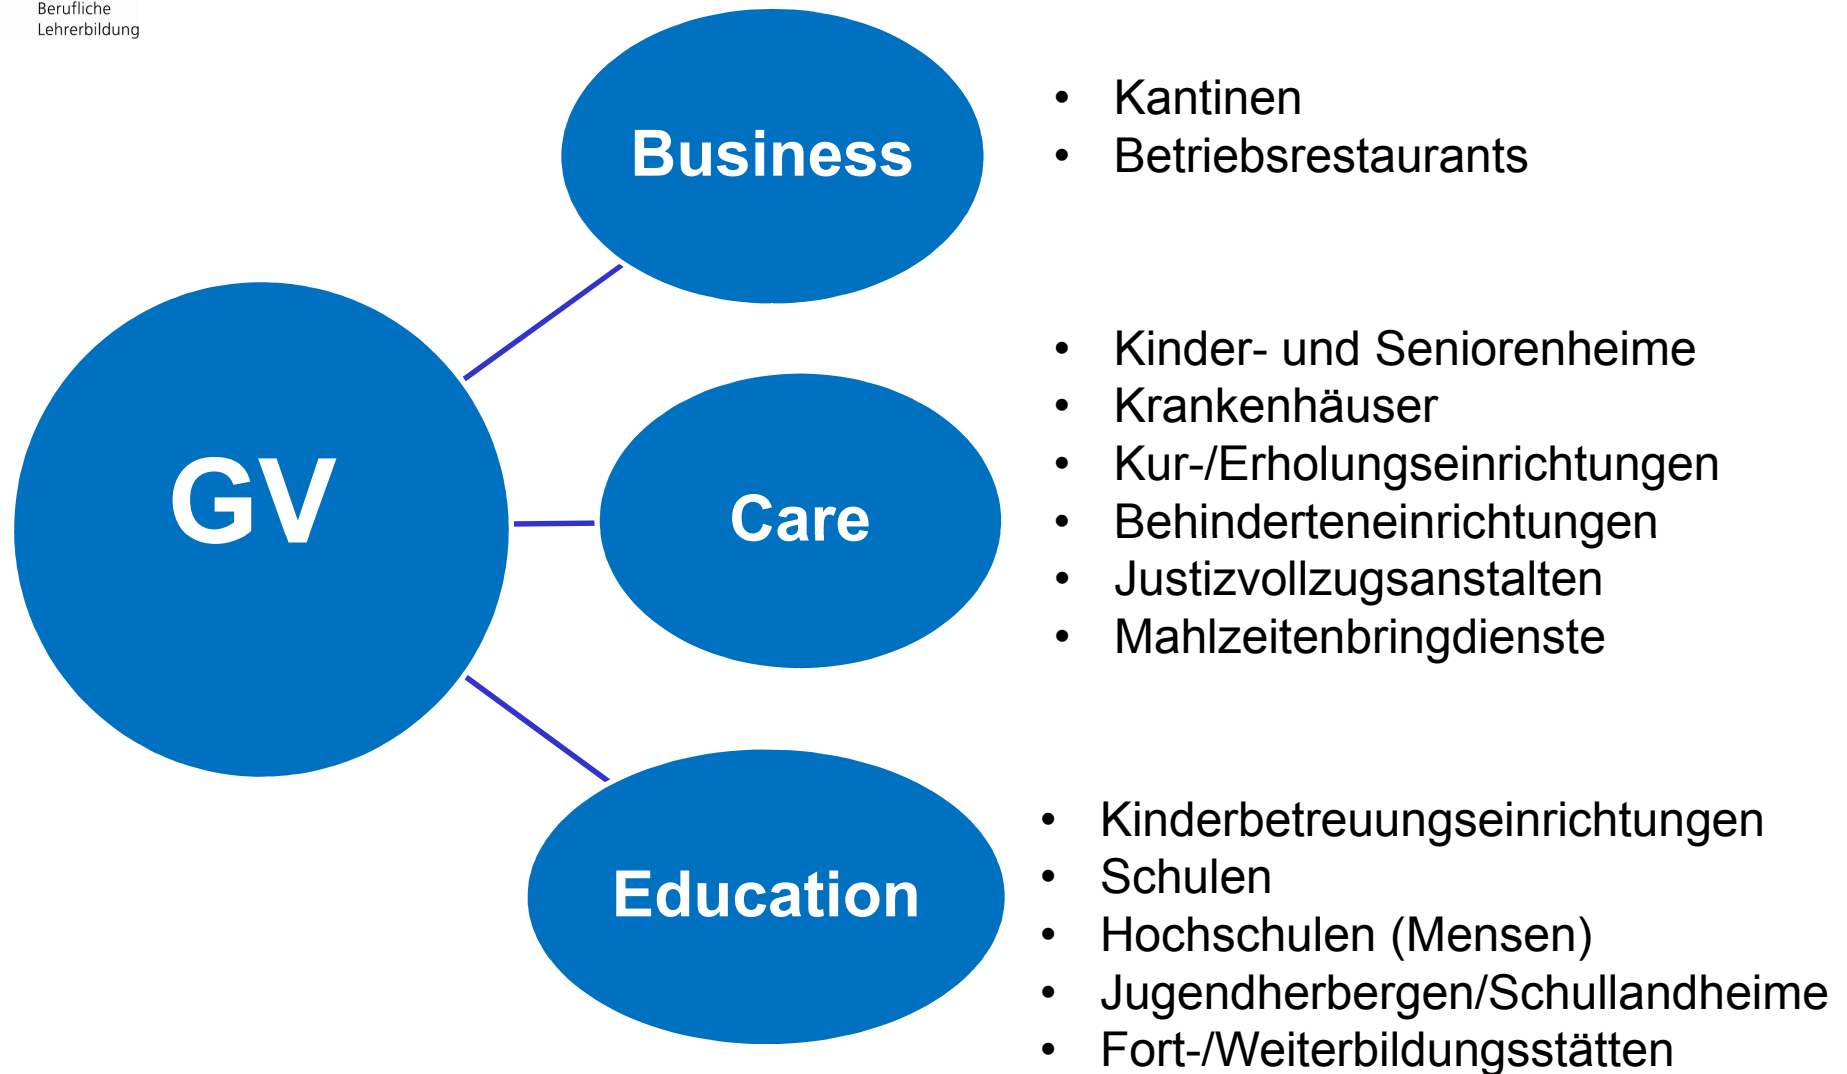 Berufliche
Lehrerbildung
GV
Business
• Kantinen
• Betriebsrestaurants
Care
• Kinder- und Seniorenheime
• Krankenhäuser
• Kur-/Erholungseinrichtungen
• Behinderteneinrichtungen
• Justizvollzugsanstalten
• Mahlzeitenbringdienste
Education
• Kinderbetreuungseinrichtungen
• Schulen
• Hochschulen (Mensen)
• Jugendherbergen/Schullandheime
• Fort-/Weiterbildungsstätten